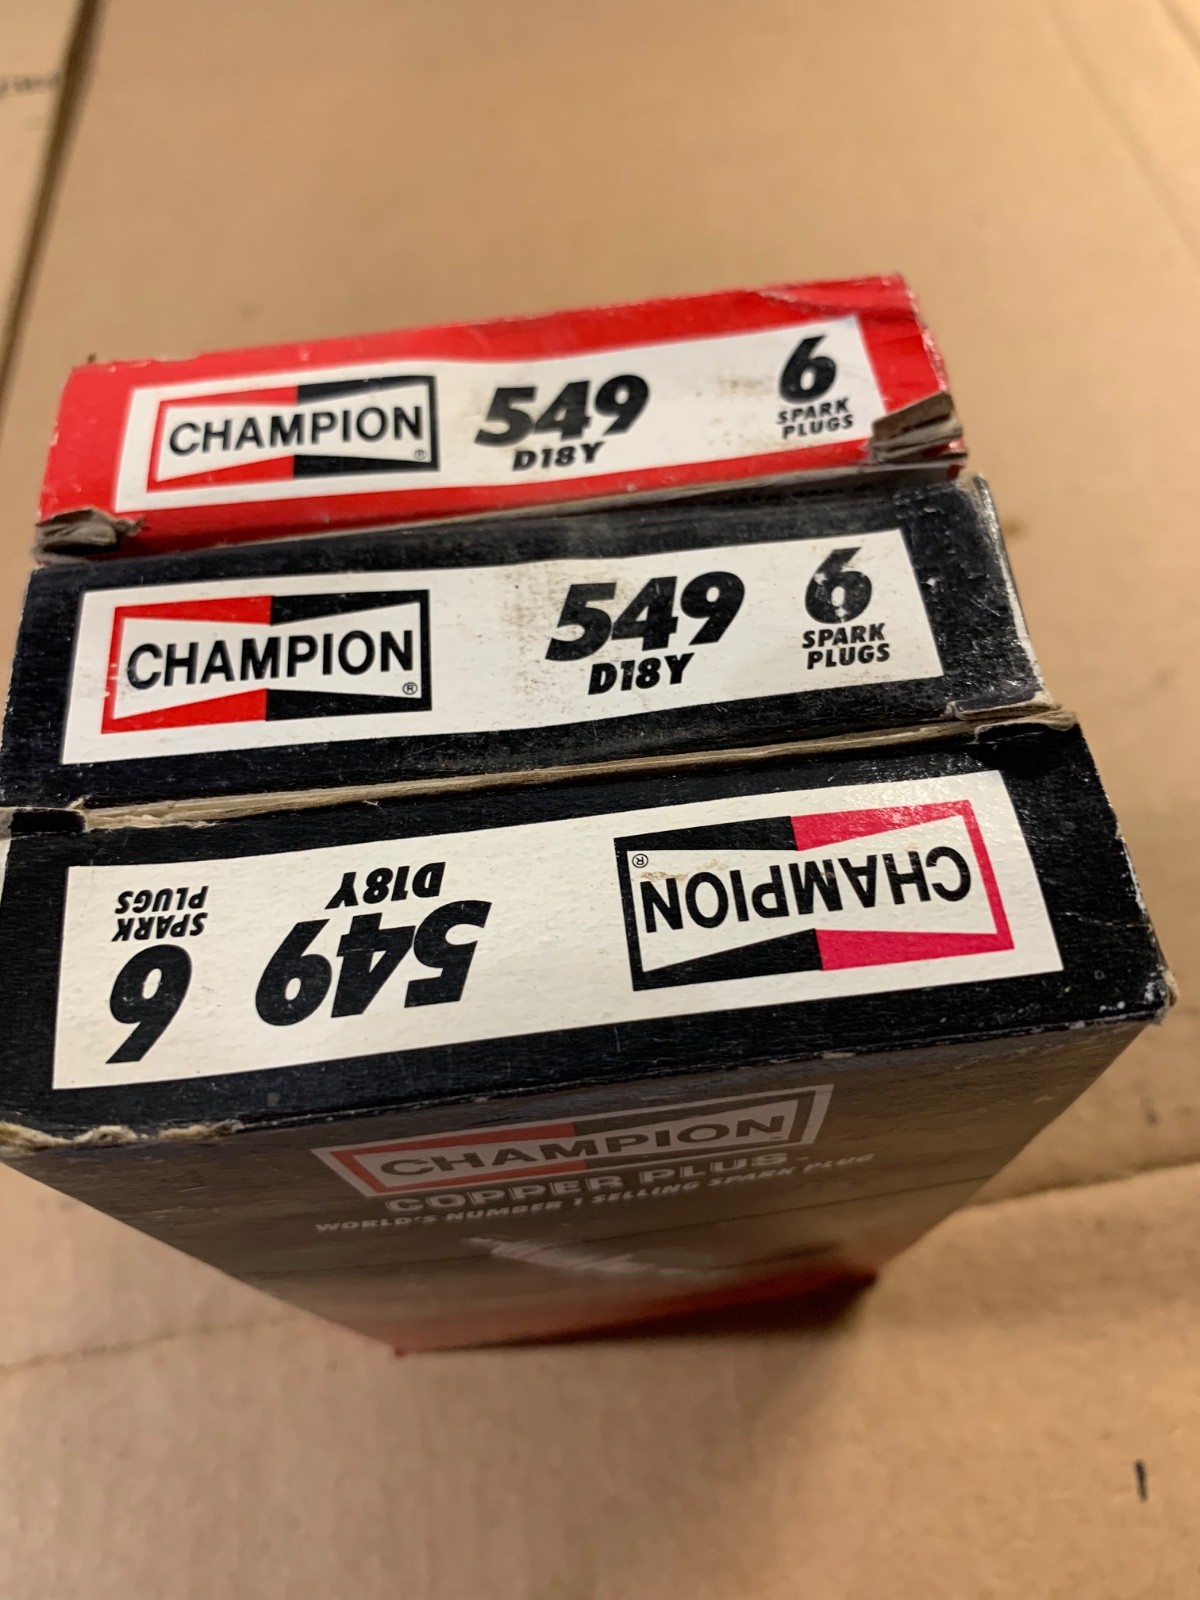 CHAMPION®
549
D18Y
6
SPARK
PLUGS
CHAMPION®
549
D18Y
6
SPARK
PLUGS
CHAMPION®
549
D18Y
6
SPARK
PLUGS
CHAMPION
COPPER PLUS
WORLD'S NUMBER 1 SELLING SPARK PLUG